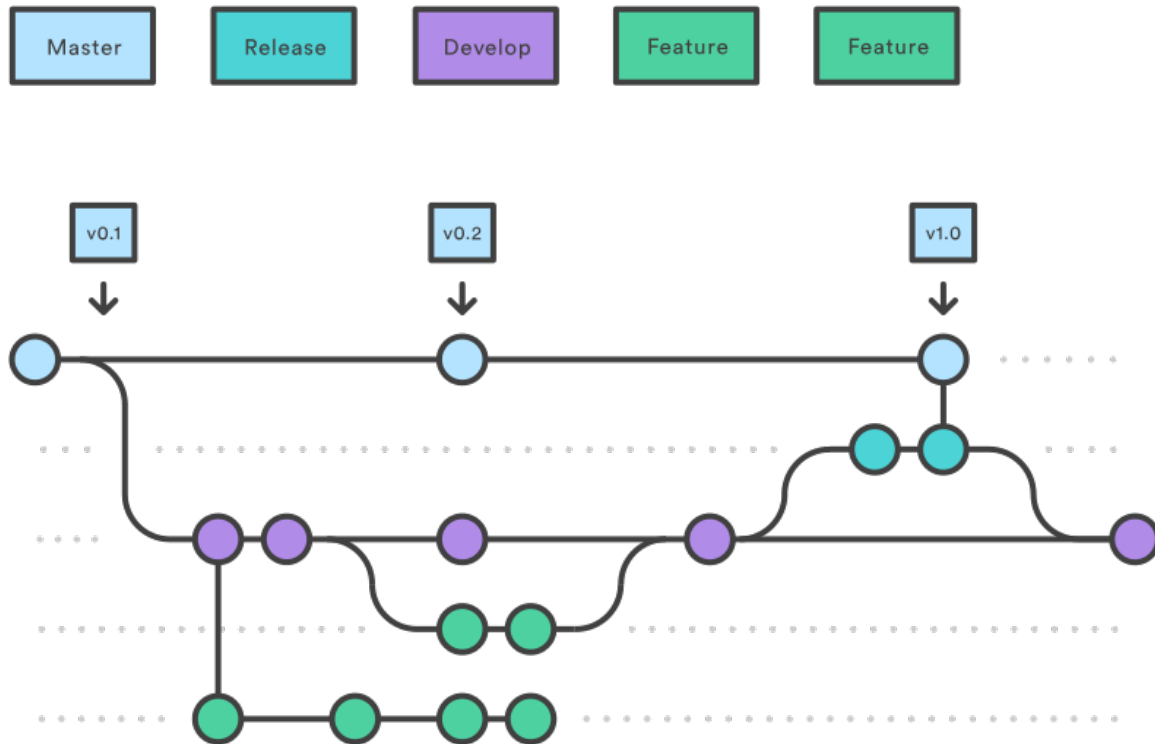 Master
Release
Develop
Feature
Feature
v0.1
v0.2
v1.0